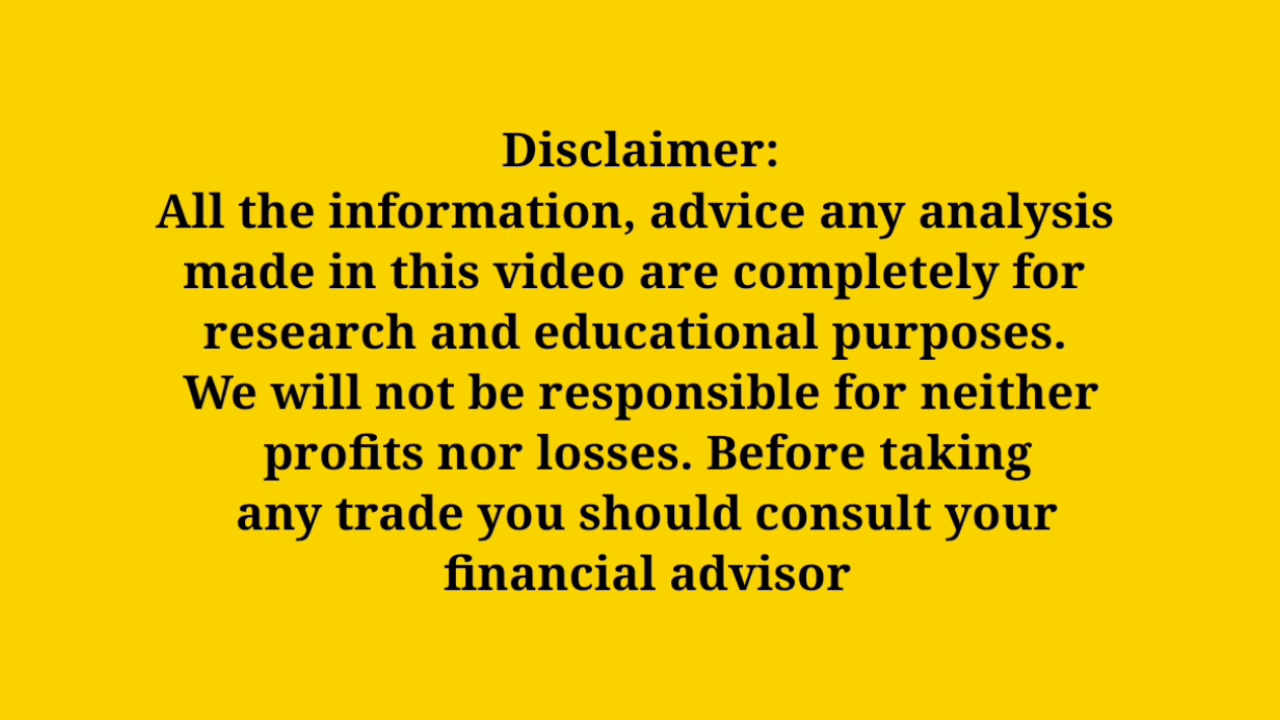 Disclaimer:
All the information, advice any analysis
made in this video are completely for
research and educational purposes.
We will not be responsible for neither
profits nor losses. Before taking
any trade you should consult your
financial advisor